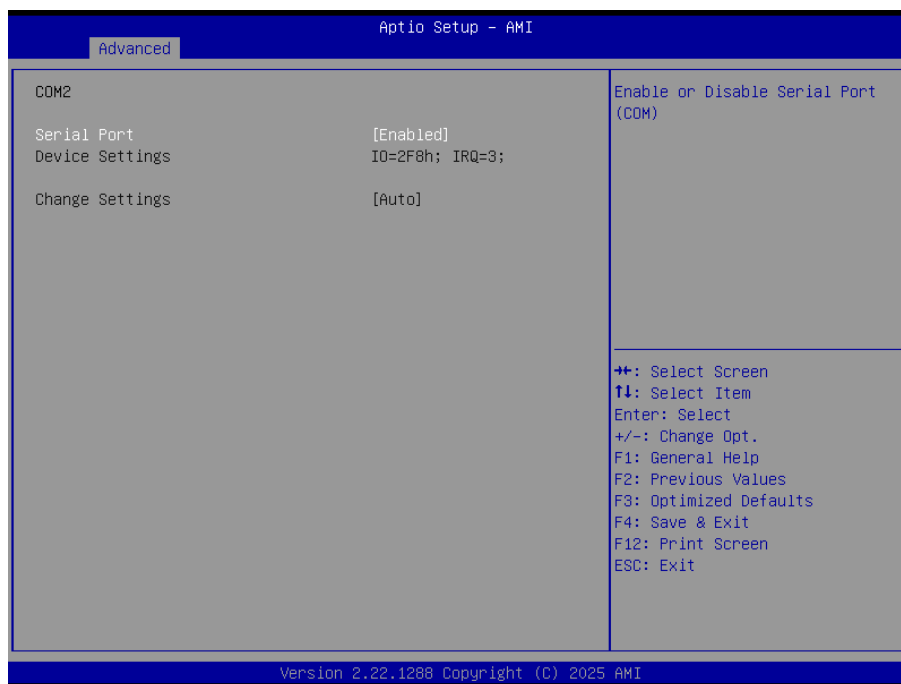 Aptio Setup – AMI
Advanced
COM2
Serial Port [Enabled]
Device Settings IO=2F8h; IRQ=3;
Change Settings [Auto]
Enable or Disable Serial Port
(COM)
→←: Select Screen
↑↓: Select Item
Enter: Select
+/-: Change Opt.
F1: General Help
F2: Previous Values
F3: Optimized Defaults
F4: Save & Exit
F12: Print Screen
ESC: Exit
Version 2.22.1288 Copyright (C) 2025 AMI